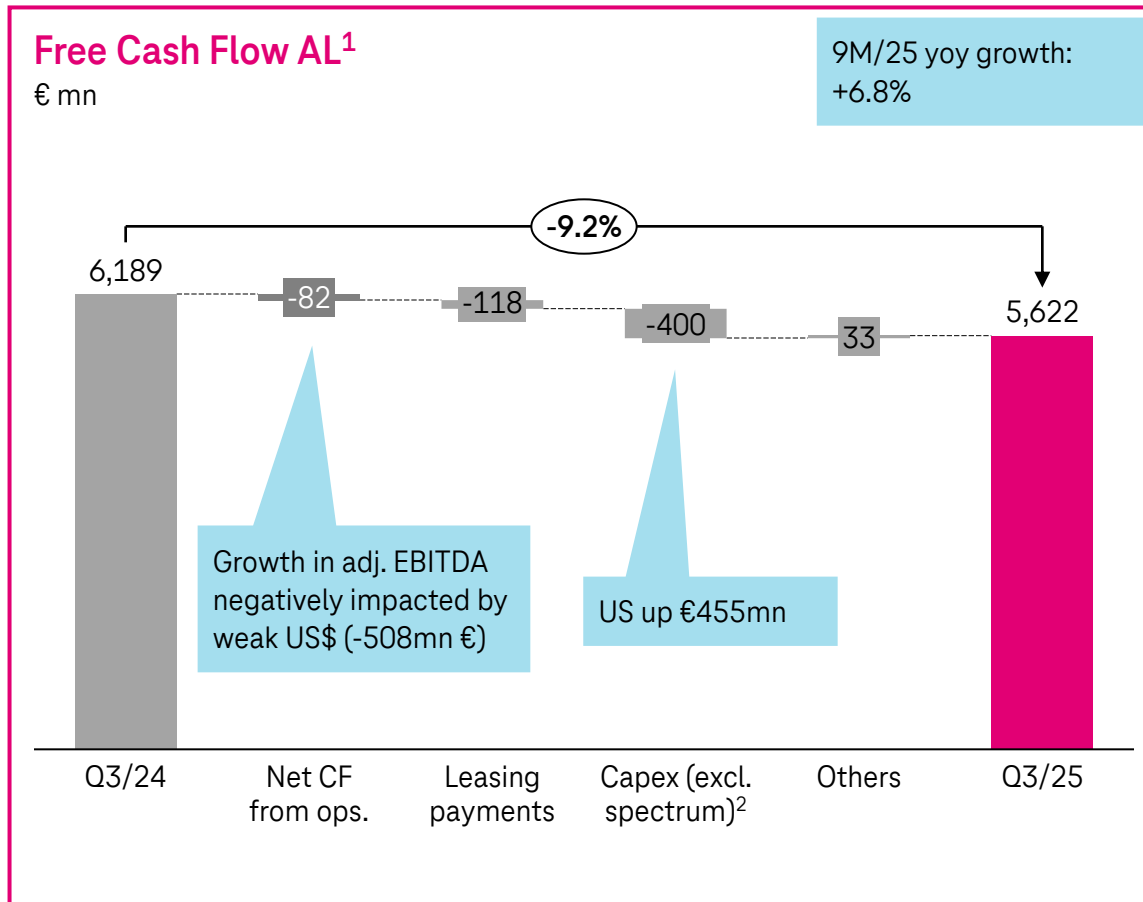 Free Cash Flow AL¹
€ mn
9M/25 yoy growth:
+6.8%
-9.2%
6,189
-82
-118
-400
33
5,622
Growth in adj. EBITDA
negatively impacted by
weak US$ (-508mn €)
US up €455mn
Q3/24
Net CF
from ops.
Leasing
payments
Capex (excl.
spectrum)²
Others
Q3/25